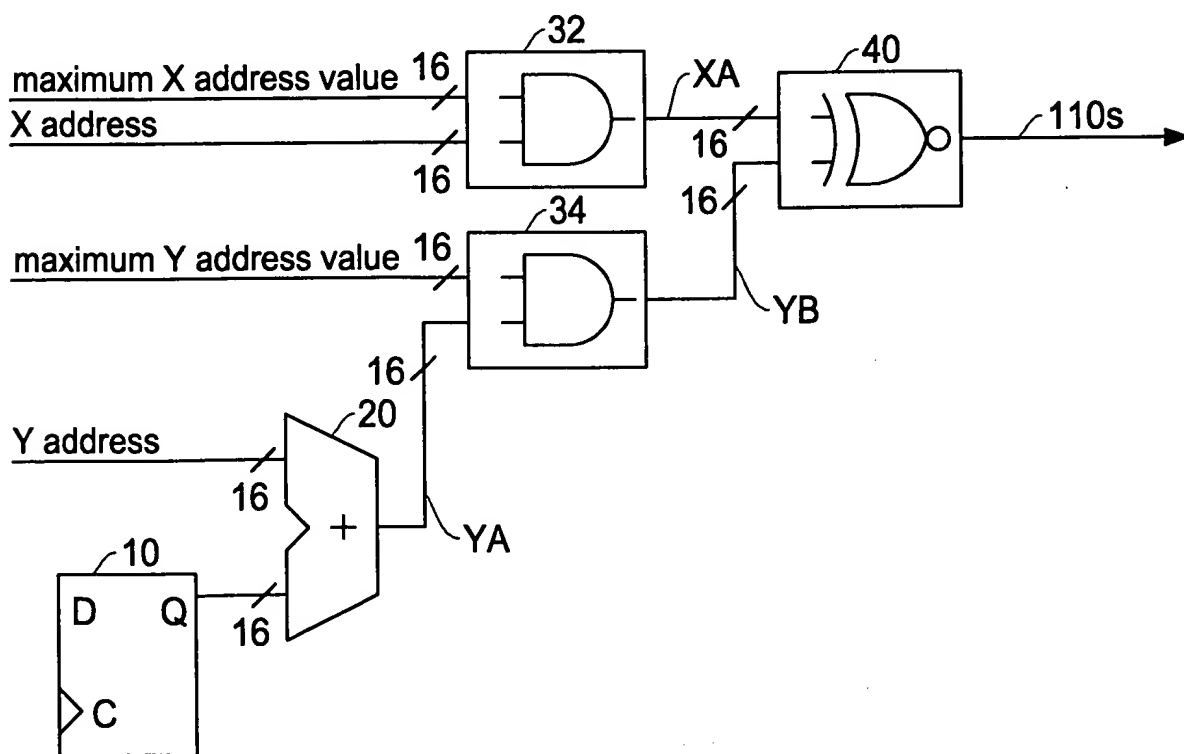 32
maximum X address value
16
X address
16
XA
16
40
110s
34
maximum Y address value
16
16
YB
16
20
Y address
16
+
YA
10
D Q
16
C